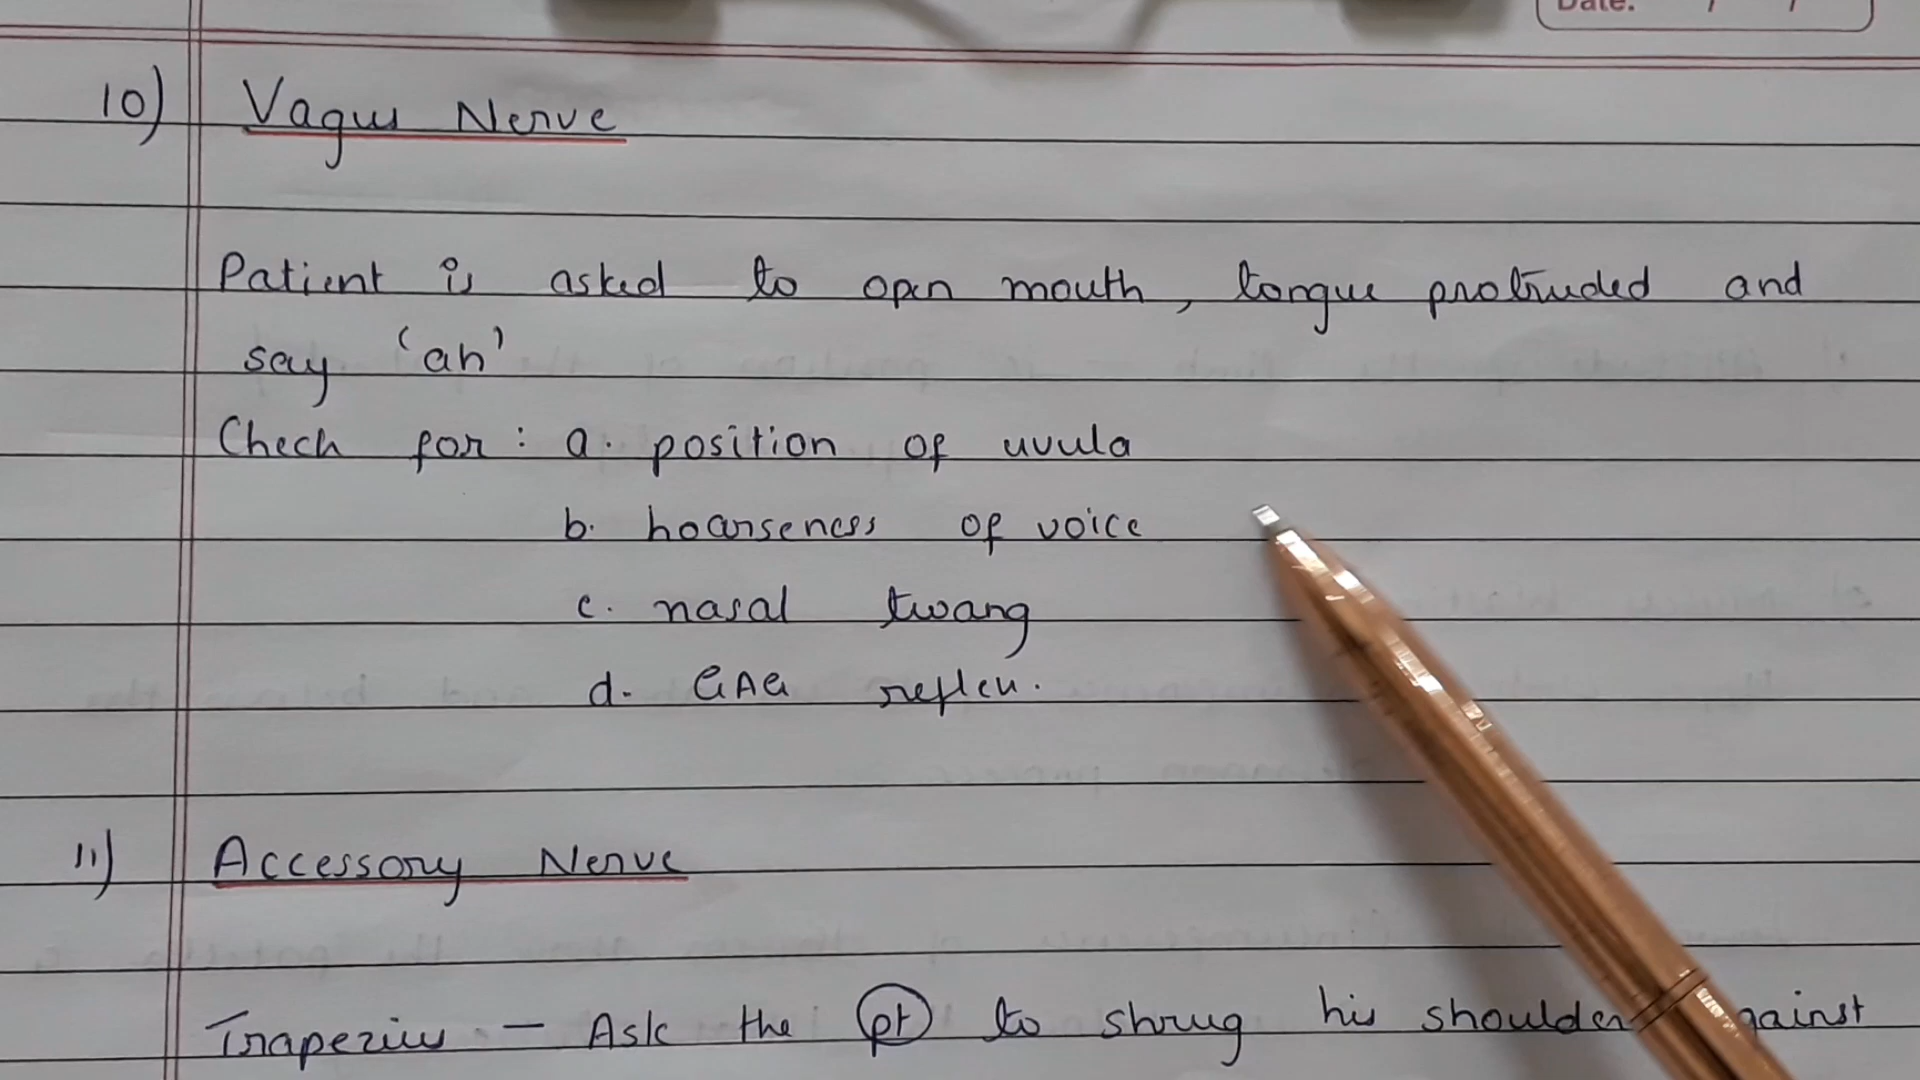 Date: / /
10) Vagus Nerve
Patient is asked to open mouth, tongue protruded and
say 'ah'
Check for: a. position of uvula
b. hoarseness of voice
c. nasal twang
d. GAG reflex.
11) Accessory Nerve
Trapezius - Ask the pt to shrug his shoulder against